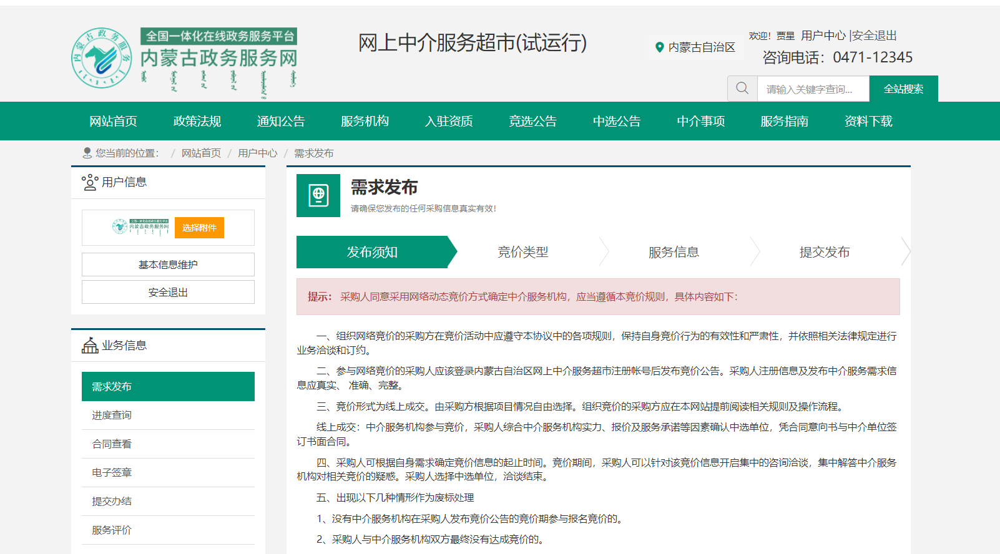 全国一体化在线政务服务平台
内蒙古政务服务网
网上中介服务超市(试运行)
内蒙古自治区
欢迎! 贾星 用户中心 |安全退出
咨询电话：0471-12345
请输入关键字查询...
全站搜索
网站首页 政策法规 通知公告 服务机构 入驻资质 竞选公告 中选公告 中介事项 服务指南 资料下载
您当前的位置： / 网站首页 / 用户中心 / 需求发布
用户信息
全国一体化在线政务服务平台
内蒙古政务服务网
选择附件
基本信息维护
安全退出
业务信息
需求发布
进度查询
合同查看
电子签章
提交办结
服务评价
需求发布
请确保您发布的任何采购信息真实有效!
发布须知 竞价类型 服务信息 提交发布
提示： 采购人同意采用网络动态竞价方式确定中介服务机构，应当遵循本竞价规则，具体内容如下：
一、组织网络竞价的采购方在竞价活动中应遵守本协议中的各项规则，保持自身竞价行为的有效性和严肃性，并依照相关法律规定进行
业务洽谈和订约。
二、参与网络竞价的采购人应该登录内蒙古自治区网上中介服务超市注册帐号后发布竞价公告。采购人注册信息及发布中介服务需求信
息应真实、 准确、完整。
三、竞价形式为线上成交。由采购方根据项目情况自由选择。组织竞价的采购方应在本网站提前阅读相关规则及操作流程。
线上成交：中介服务机构参与竞价，采购人综合中介服务机构实力、报价及服务承诺等因素确认中选单位，凭合同意向书与中介单位签
订书面合同。
四、采购人可根据自身需求确定竞价信息的起止时间。竞价期间，采购人可以针对该竞价信息开启集中的咨询洽谈，集中解答中介服务
机构对相关竞价的疑惑。采购人选择中选单位，洽谈结束。
五、出现以下几种情形作为废标处理
1、没有中介服务机构在采购人发布竞价公告的竞价期参与报名竞价的。
2、采购人与中介服务机构双方最终没有达成竞价的。